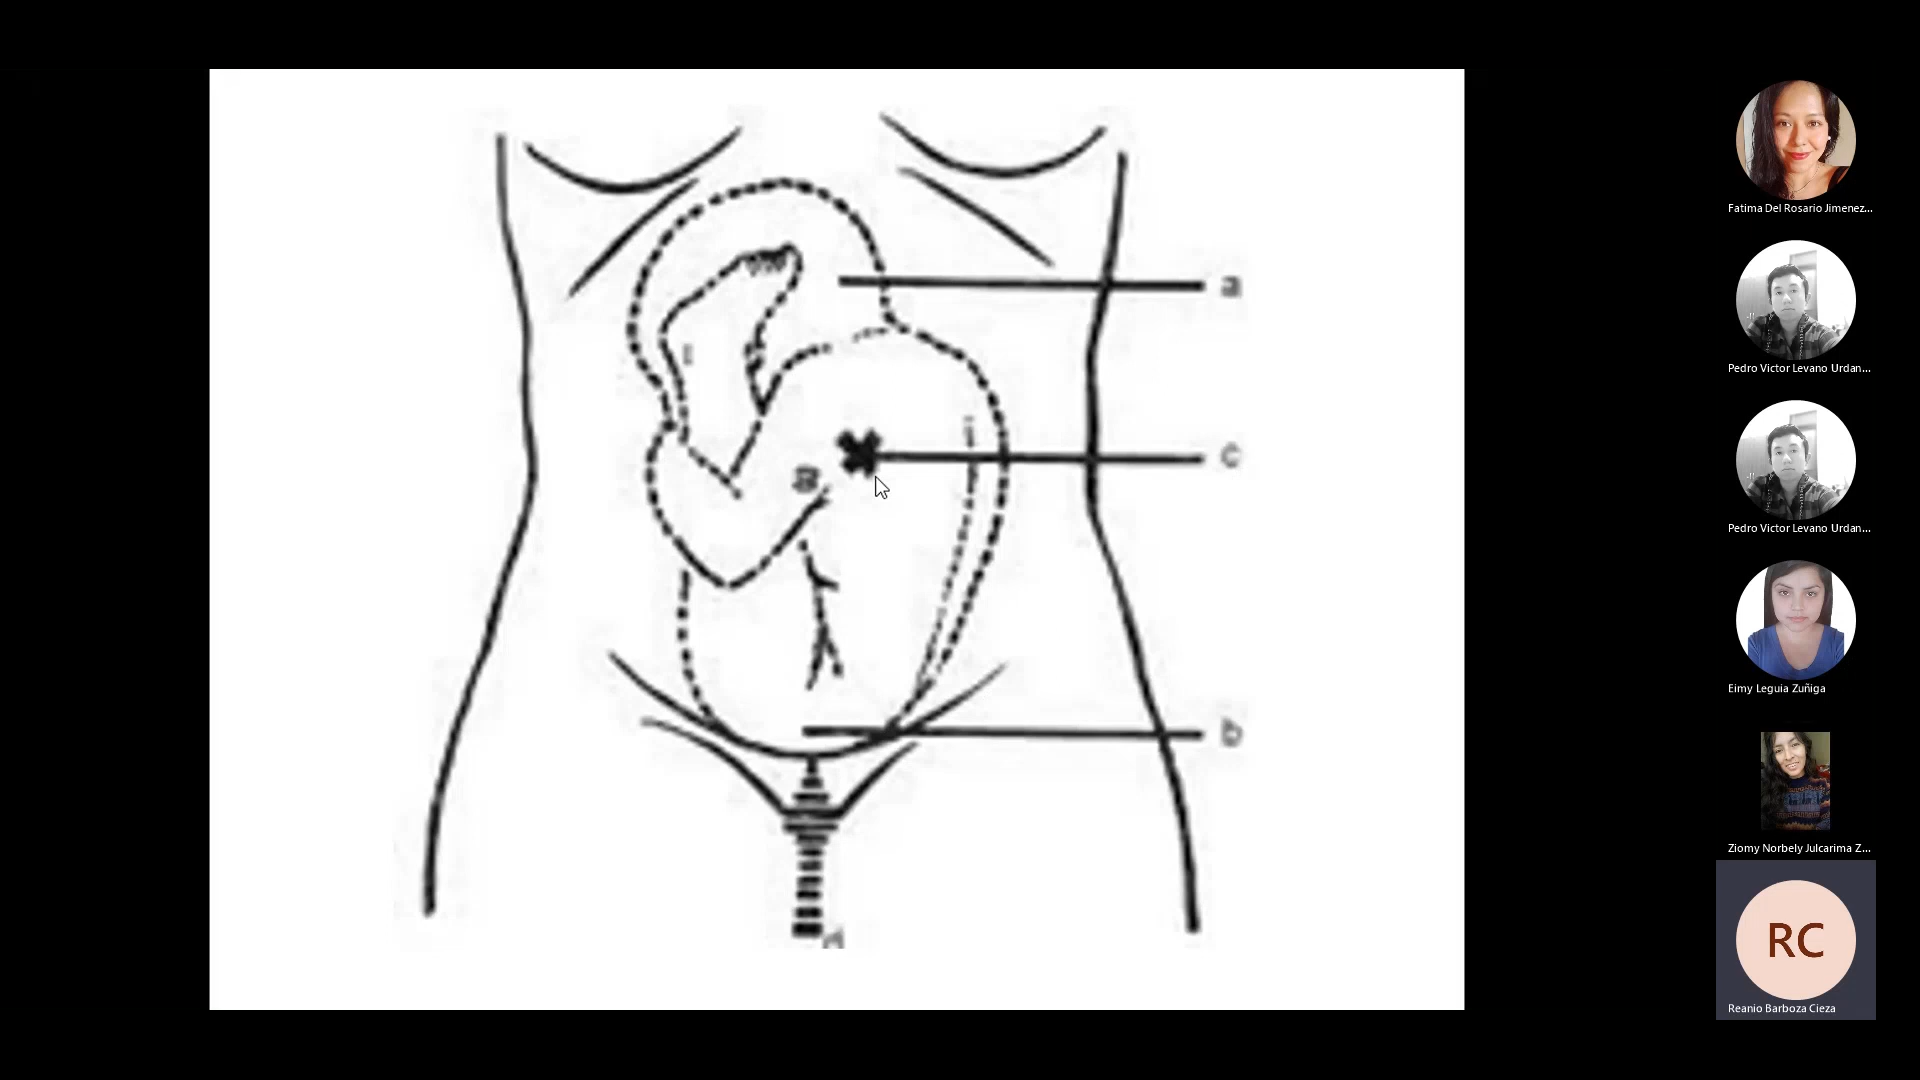 a
c
a
b
d
Fatima Del Rosario Jimenez...
Pedro Victor Levano Urdan...
Pedro Victor Levano Urdan...
Eimy Leguia Zuñiga
Ziomy Norbely Julcarima Z...
RC
Reanio Barboza Cieza